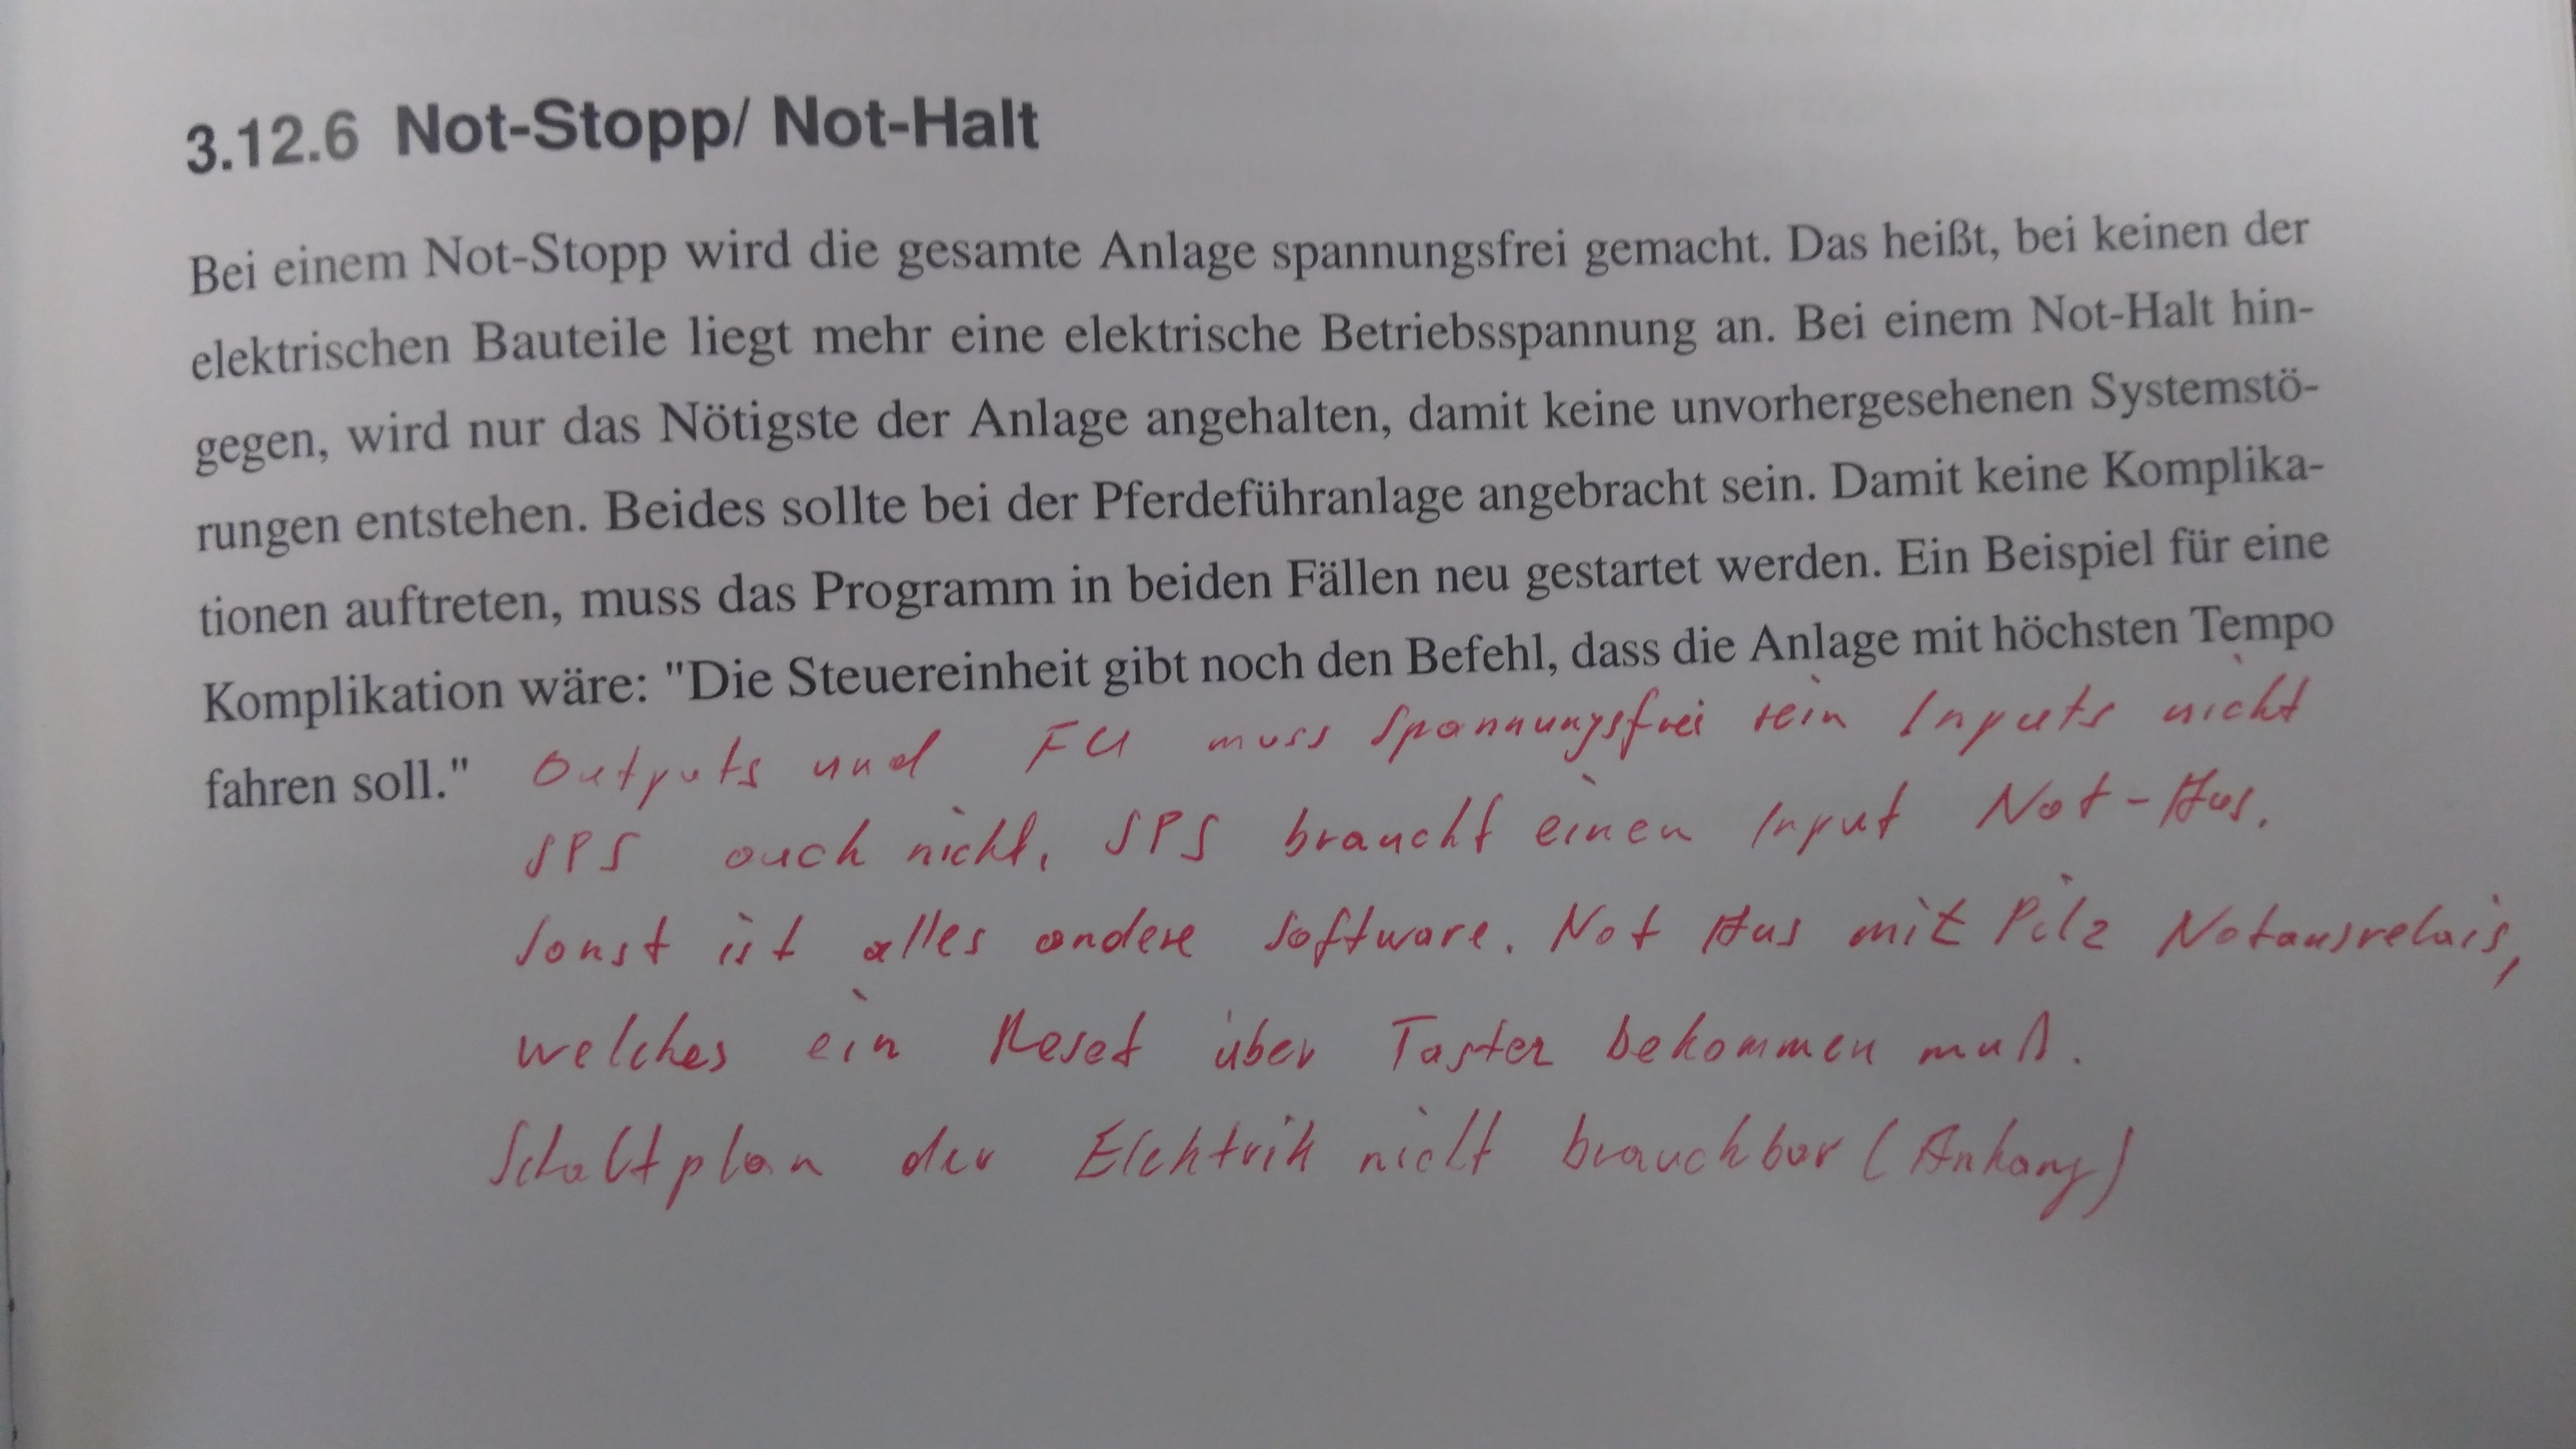 3.12.6 Not-Stopp/ Not-Halt
Bei einem Not-Stopp wird die gesamte Anlage spannungsfrei gemacht. Das heißt, bei keinen der
elektrischen Bauteile liegt mehr eine elektrische Betriebsspannung an. Bei einem Not-Halt hin-
gegen, wird nur das Nötigste der Anlage angehalten, damit keine unvorhergesehenen Systemstö-
rungen entstehen. Beides sollte bei der Pferdeführanlage angebracht sein. Damit keine Komplika-
tionen auftreten, muss das Programm in beiden Fällen neu gestartet werden. Ein Beispiel für eine
Komplikation wäre: "Die Steuereinheit gibt noch den Befehl, dass die Anlage mit höchsten Tempo
fahren soll."
Outputs und FU muss spannungsfrei sein Inputs nicht
SPS auch nicht, SPS braucht einen Input Not-Aus.
Sonst ist alles andere Software. Not Aus mit Pilz Notausrelais,
welches ein Reset über Taster bekommen muß.
Schaltplan der Elektrik nicht brauchbar (Anhang)